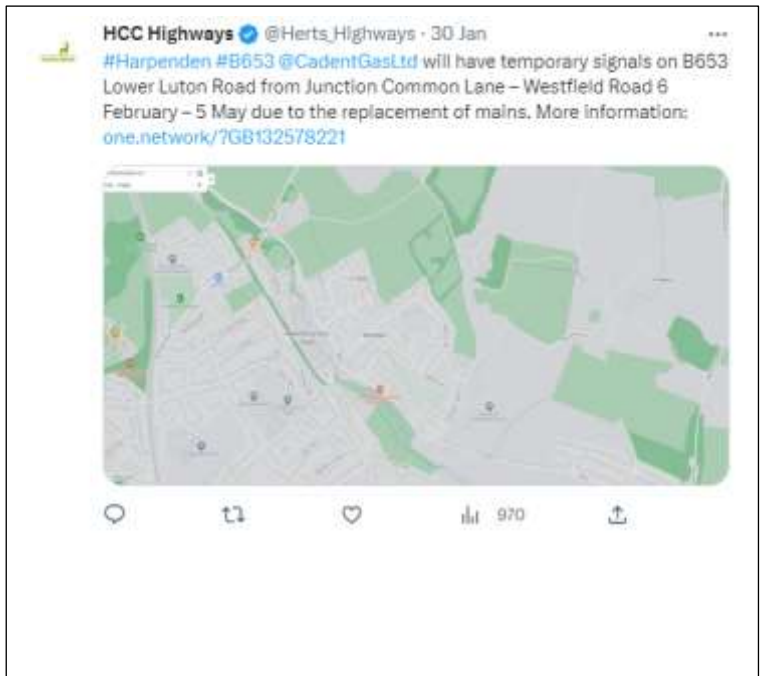 HCC Highways @Herts_Highways · 30 Jan
#Harpenden #B653 @CadentGasLtd will have temporary signals on B653
Lower Luton Road from Junction Common Lane – Westfield Road 6
February – 5 May due to the replacement of mains. More information:
one.network/?GB132578221
970